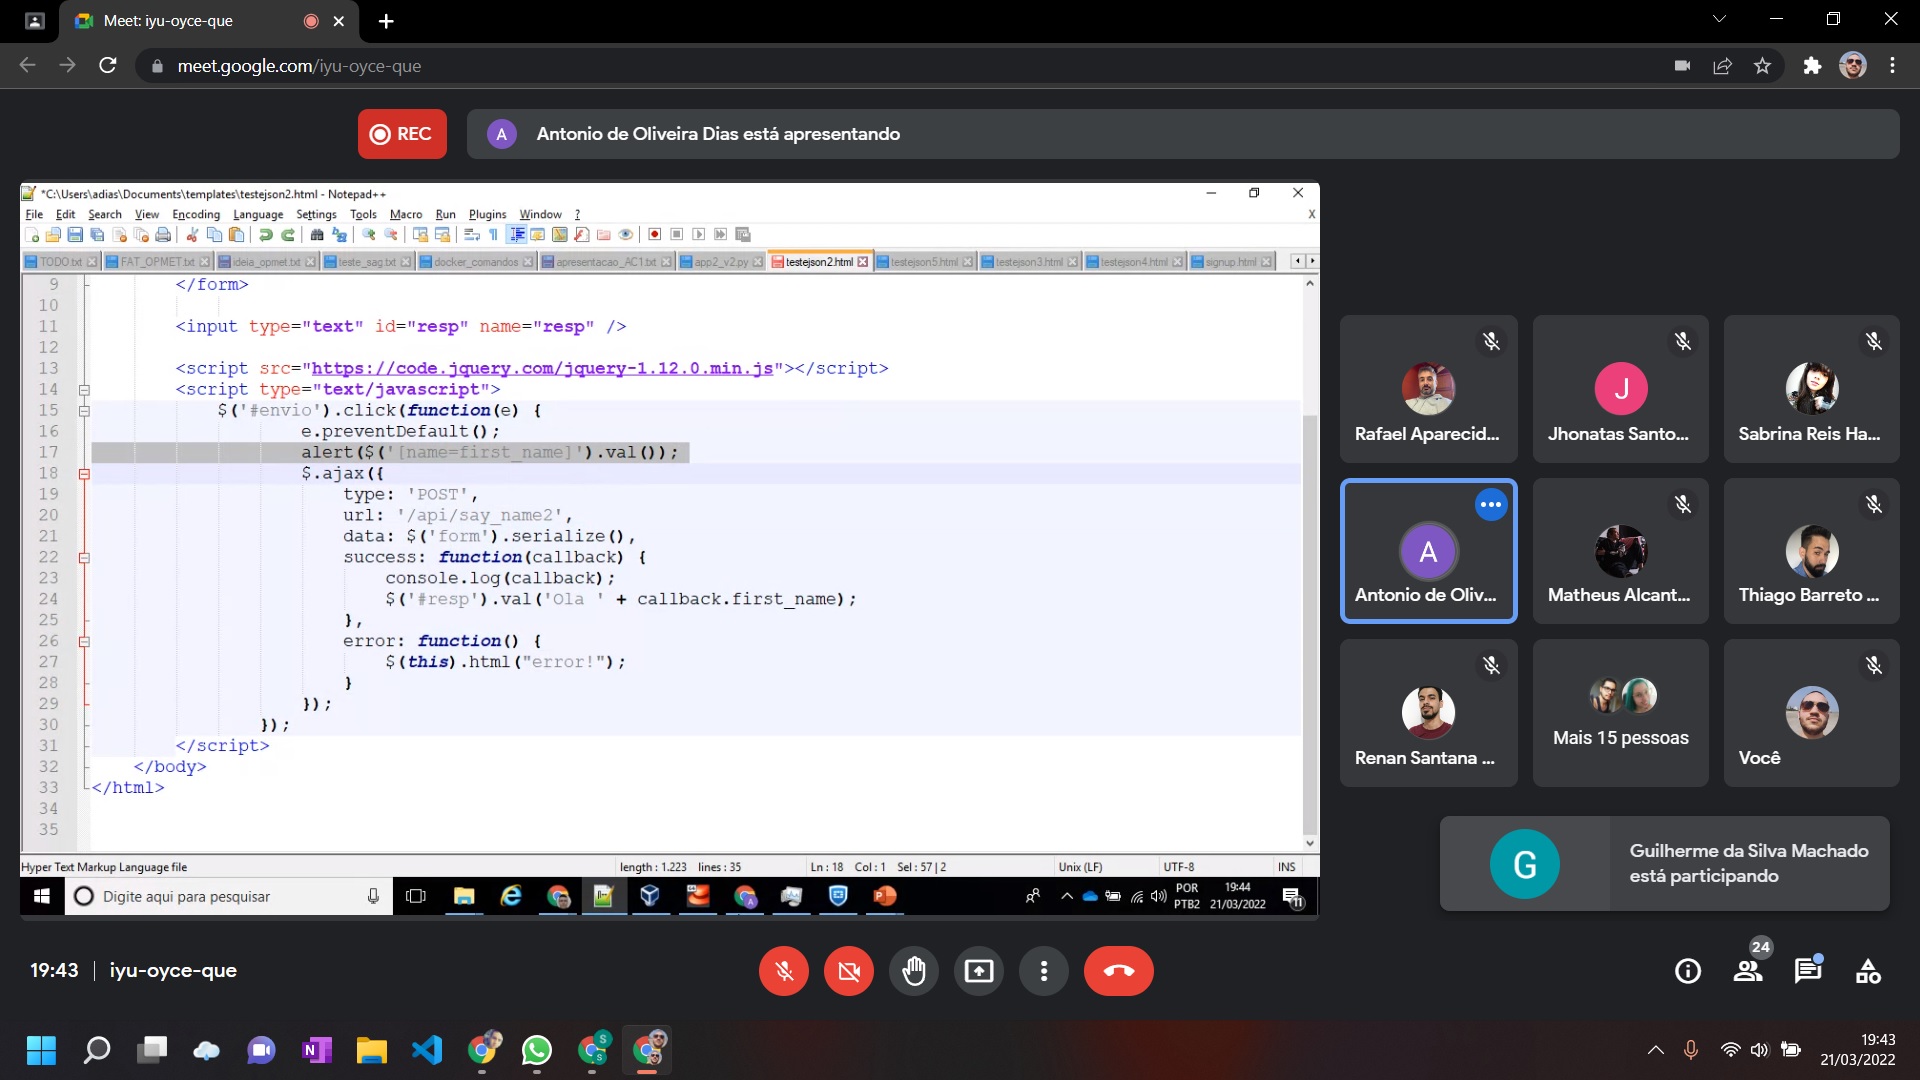 Meet: iyu-oyce-que
meet.google.com/iyu-oyce-que
REC
A
Antonio de Oliveira Dias está apresentando
*C:\Users\adias\Documents\templates\testejson2.html - Notepad++
File Edit Search View Encoding Language Settings Tools Macro Run Plugins Window ? X
TODO.txt FAT_OPMET.txt ideia_opmet.txt teste_sag.txt docker_comandos apresentacao_AC1.txt app2_v2.py testejson2.html testejson5.html testejson3.html testejson4.html signup.html
9 </form>
10
11 <input type="text" id="resp" name="resp" />
12
13 <script src="https://code.jquery.com/jquery-1.12.0.min.js"></script>
14 <script type="text/javascript">
15 $('#envio').click(function(e) {
16 e.preventDefault();
17 alert($('[name=first_name]').val());
18 $.ajax({
19 type: 'POST',
20 url: '/api/say_name2',
21 data: $('form').serialize(),
22 success: function(callback) {
23 console.log(callback);
24 $('#resp').val('Ola ' + callback.first_name);
25 },
26 error: function() {
27 $(this).html("error!");
28 }
29 });
30 });
31 </script>
32 </body>
33 </html>
34
35
Hyper Text Markup Language file length : 1.223 lines : 35 Ln : 18 Col : 1 Sel : 57 | 2 Unix (LF) UTF-8 INS
Digite aqui para pesquisar
POR
PTB2
19:44
21/03/2022
11
Rafael Aparecid...
J
Jhonatas Santo...
Sabrina Reis Ha...
A
Antonio de Oliv...
Matheus Alcant...
Thiago Barreto ...
Renan Santana ...
Mais 15 pessoas
Você
G
Guilherme da Silva Machado
está participando
19:43 | iyu-oyce-que
24
N
S
S
19:43
21/03/2022